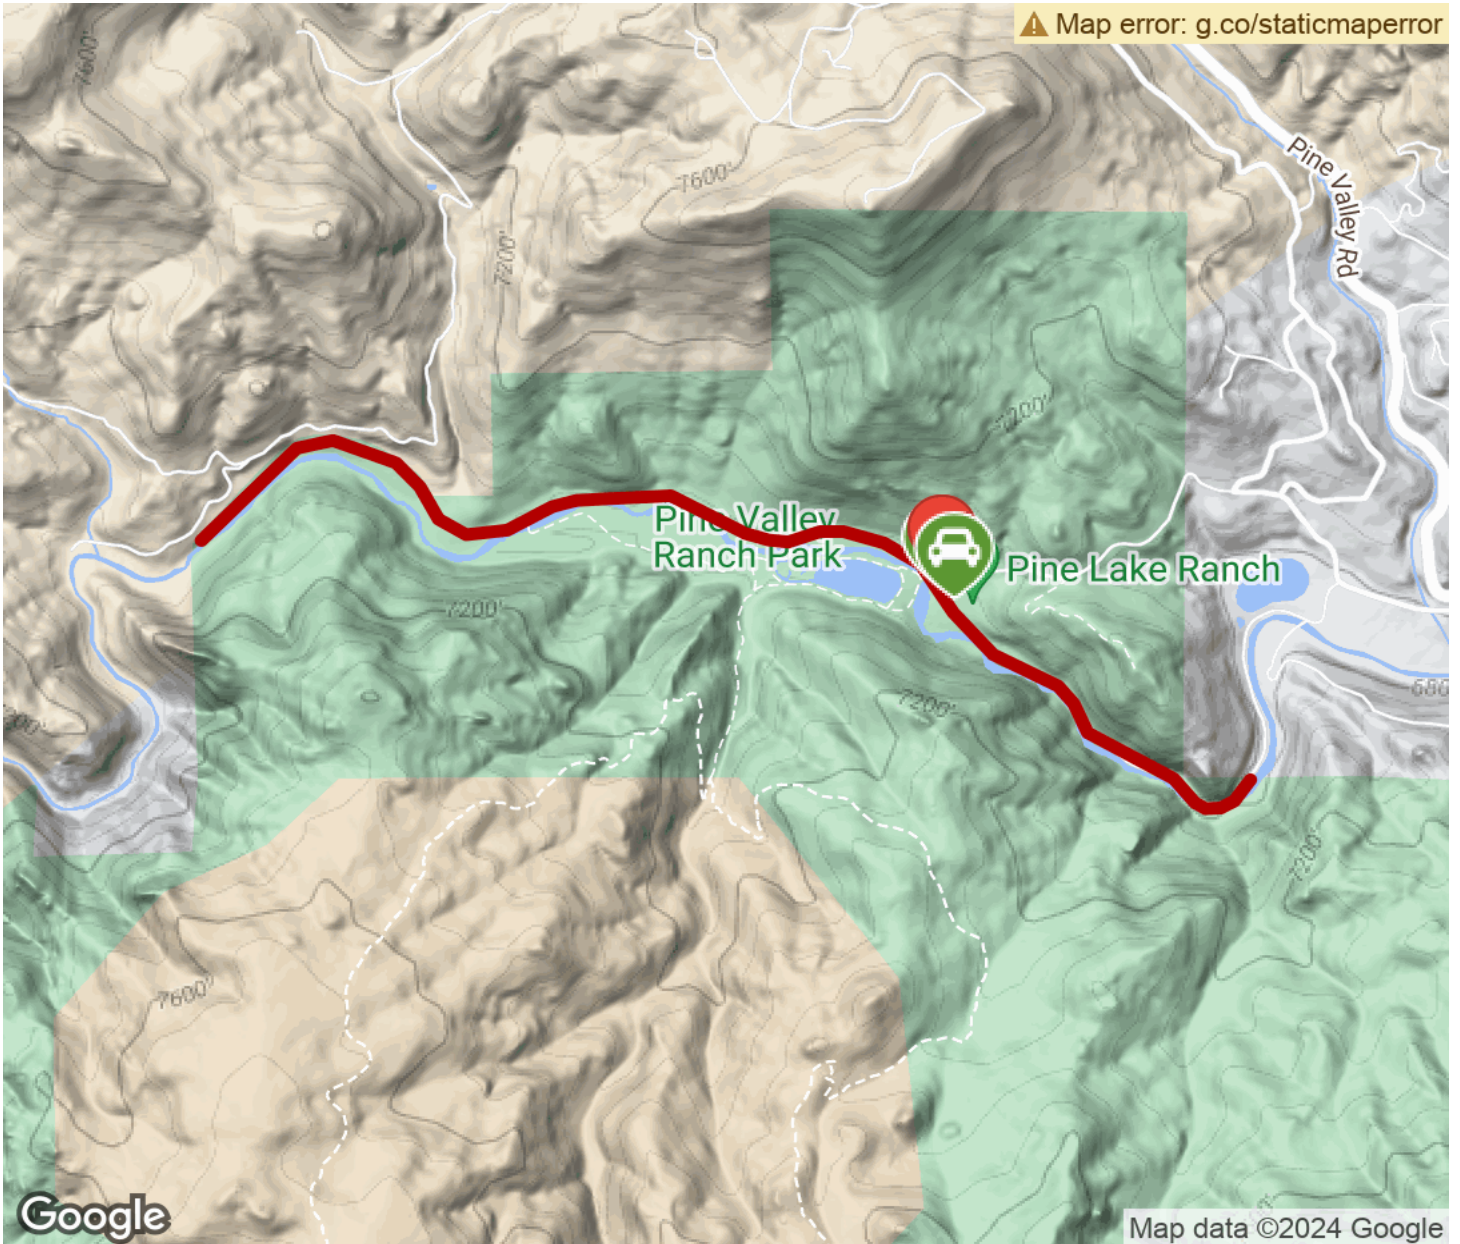 Map error: g.co/staticmaperror
7600'
Pine Valley Rd
7600'
7200'
7200'
Pine Valley
Ranch Park
Pine Lake Ranch
7200'
7200'
7200'
7600'
Google
Map data ©2024 Google